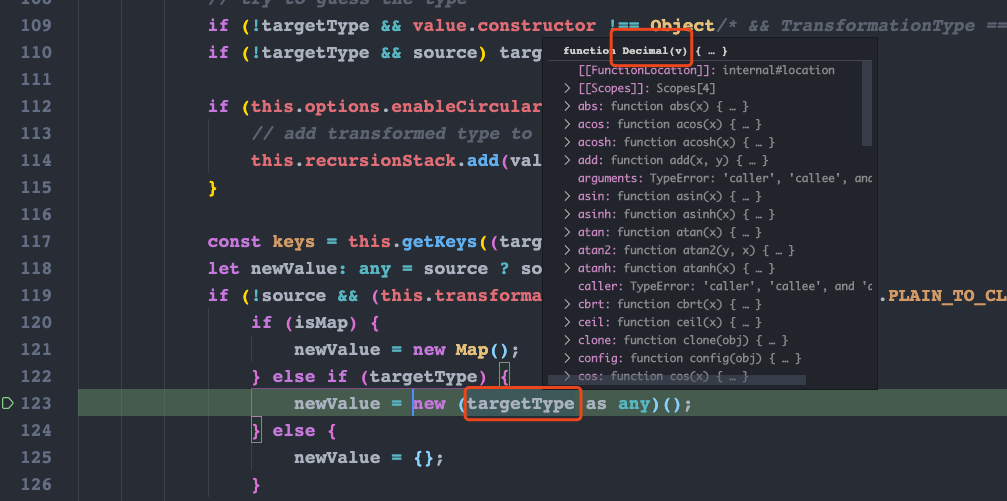 108 // try to guess the type
109 if (!targetType && value.constructor !== Object/* && TransformationType ==
110 if (!targetType && source) targ
111
112 if (this.options.enableCircular
113 // add transformed type to
114 this.recursionStack.add(val
115 }
116
117 const keys = this.getKeys((targ
118 let newValue: any = source ? so
119 if (!source && (this.transforma .PLAIN_TO_CL
120 if (isMap) {
121 newValue = new Map();
122 } else if (targetType) {
123 newValue = new (targetType as any)();
124 } else {
125 newValue = {};
126 }
function Decimal(v) { … }
[[FunctionLocation]]: internal#location
[[Scopes]]: Scopes[4]
abs: function abs(x) { … }
acos: function acos(x) { … }
acosh: function acosh(x) { … }
add: function add(x, y) { … }
arguments: TypeError: 'caller', 'callee', and
asin: function asin(x) { … }
asinh: function asinh(x) { … }
atan: function atan(x) { … }
atan2: function atan2(y, x) { … }
atanh: function atanh(x) { … }
caller: TypeError: 'caller', 'callee', and 'a
cbrt: function cbrt(x) { … }
ceil: function ceil(x) { … }
clone: function clone(obj) { … }
config: function config(obj) { … }
cos: function cos(x) { … }